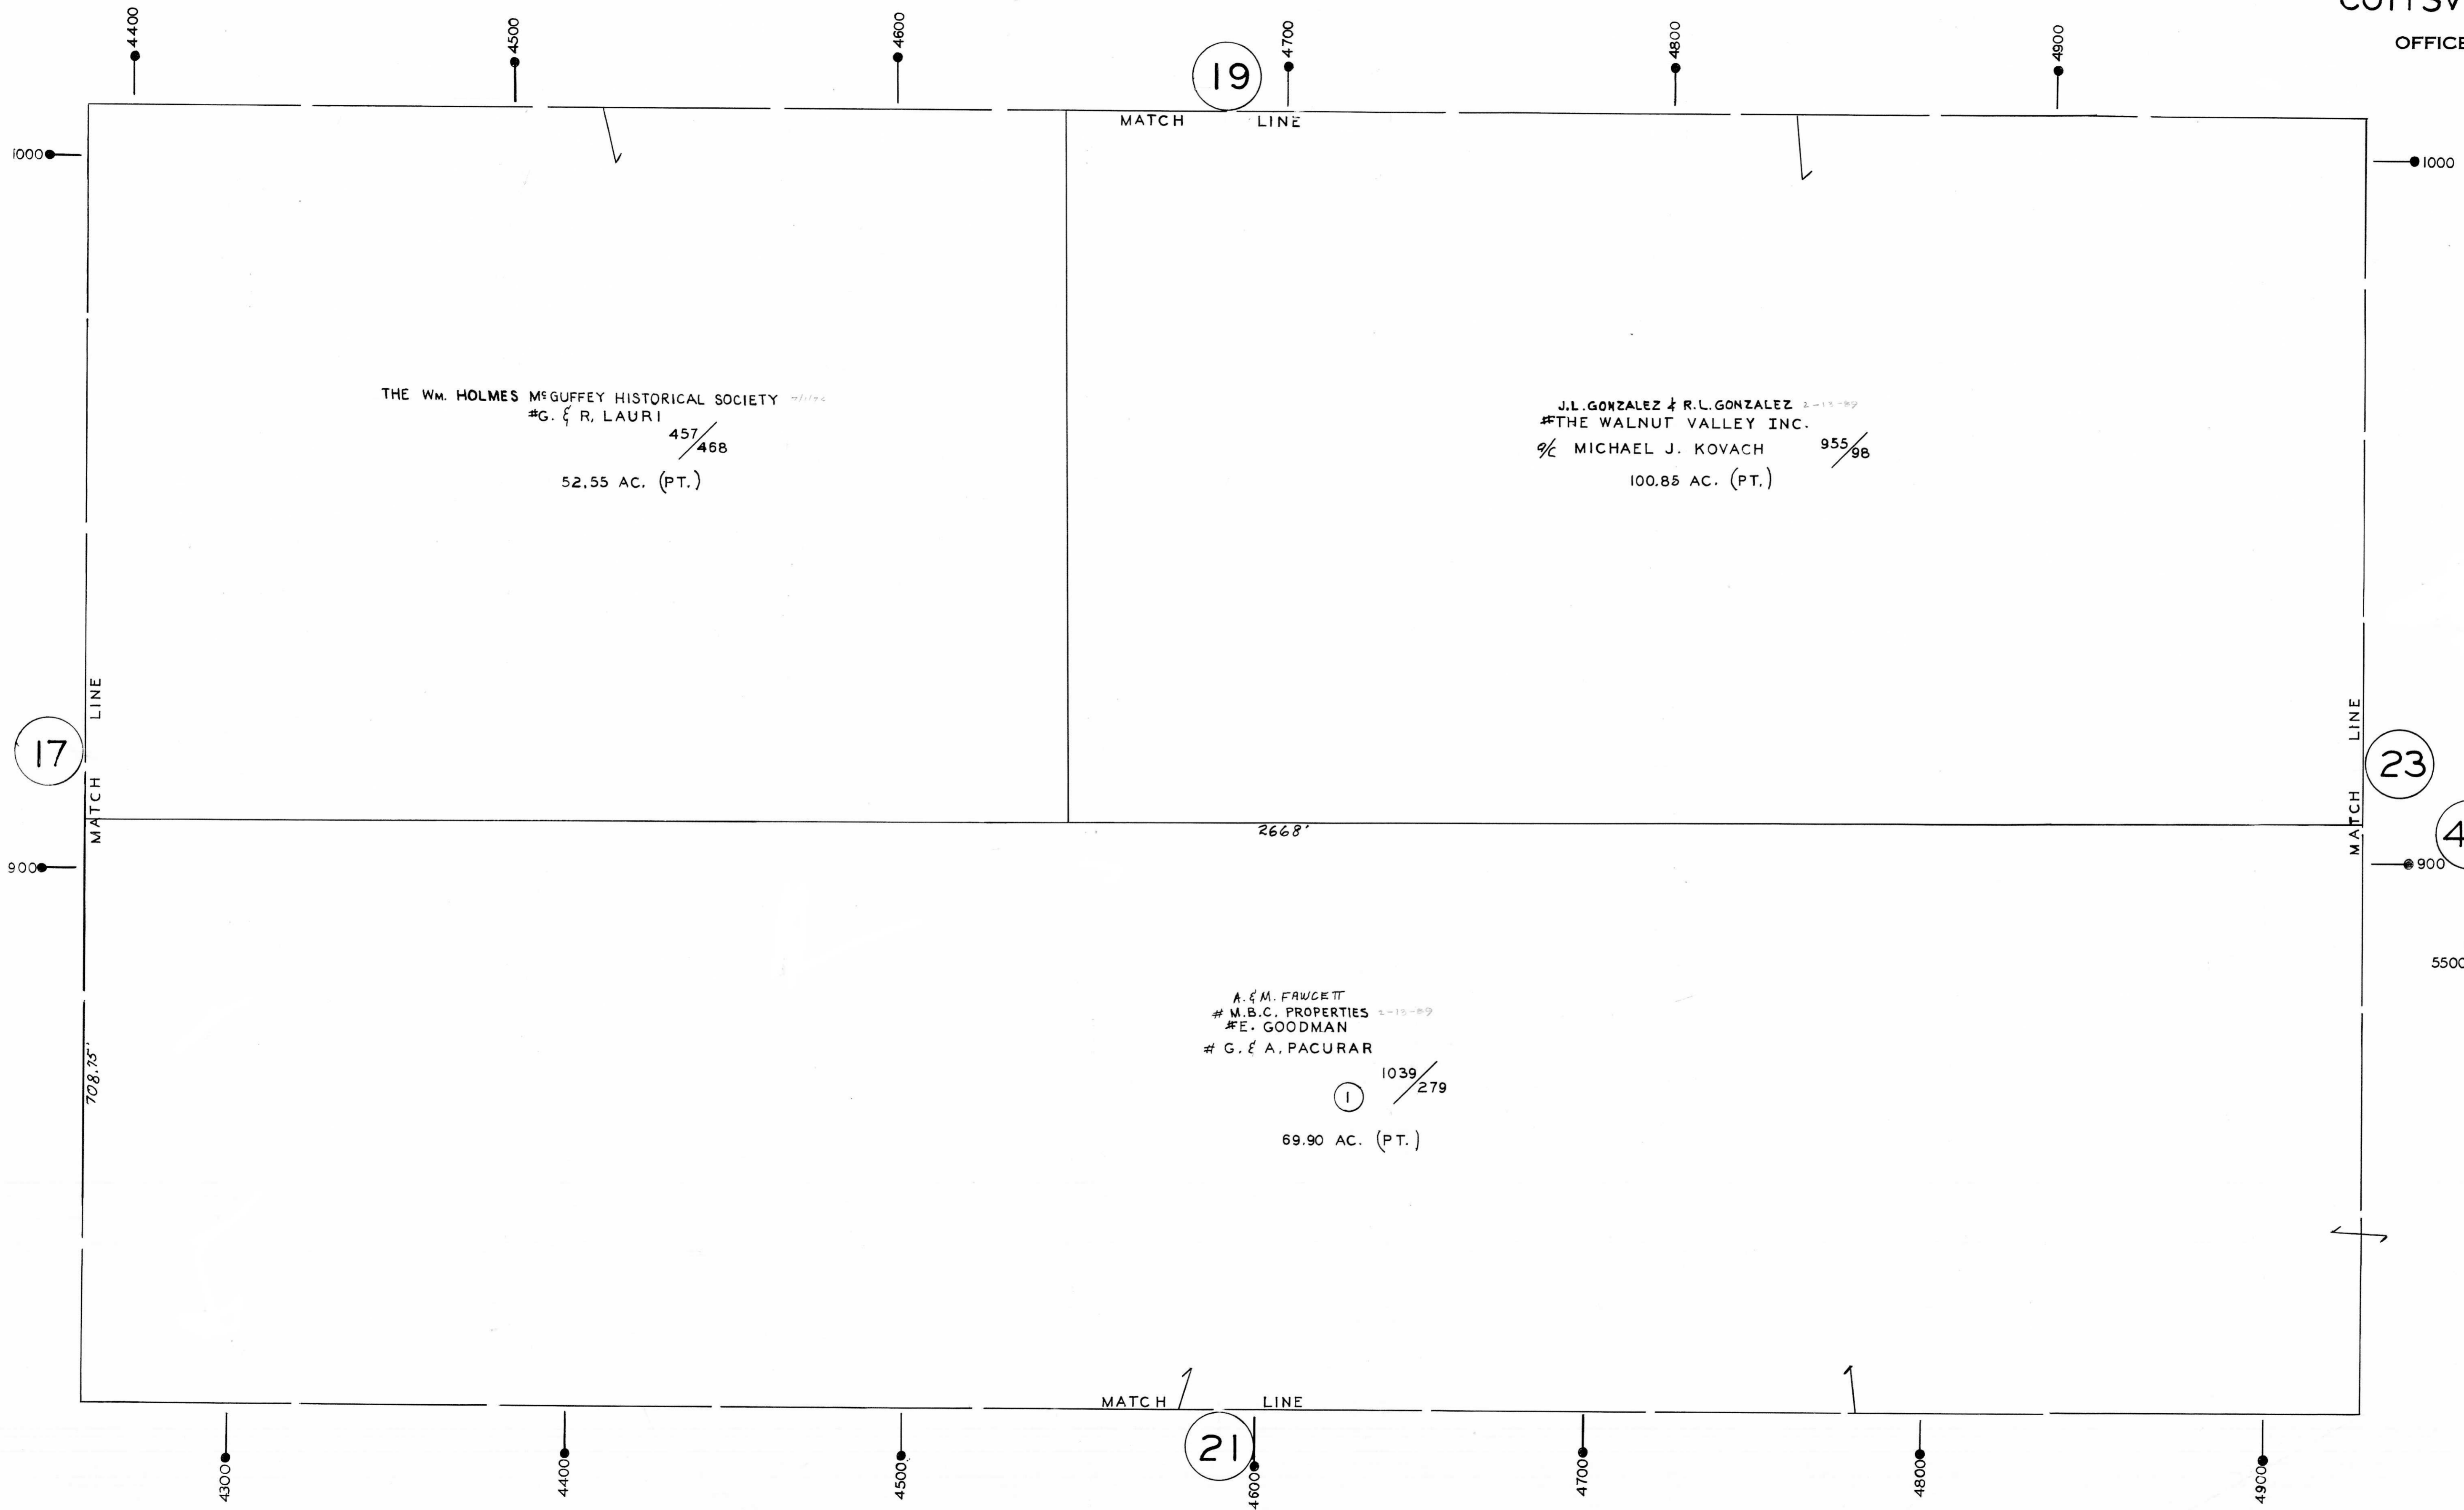 OFFICE
4400
4500
4600
4700
4800
4900
19
MATCH LINE
1000
1000
THE WM. HOLMES McGUFFEY HISTORICAL SOCIETY
#G. & R. LAURI
457/468
52.55 AC. (PT.)
J.L. GONZALEZ & R.L. GONZALEZ
#THE WALNUT VALLEY INC.
%C MICHAEL J. KOVACH 955/98
100.85 AC. (PT.)
MATCH LINE
17
MATCH LINE
23
2668'
900
900
5500
A. & M. FAWCETT
# M.B.C. PROPERTIES 2-13-89
#E. GOODMAN
# G. & A. PACURAR
1039/279
1
69.90 AC. (PT.)
708.75'
MATCH LINE
21
4300
4400
4500
4600
4700
4800
4900